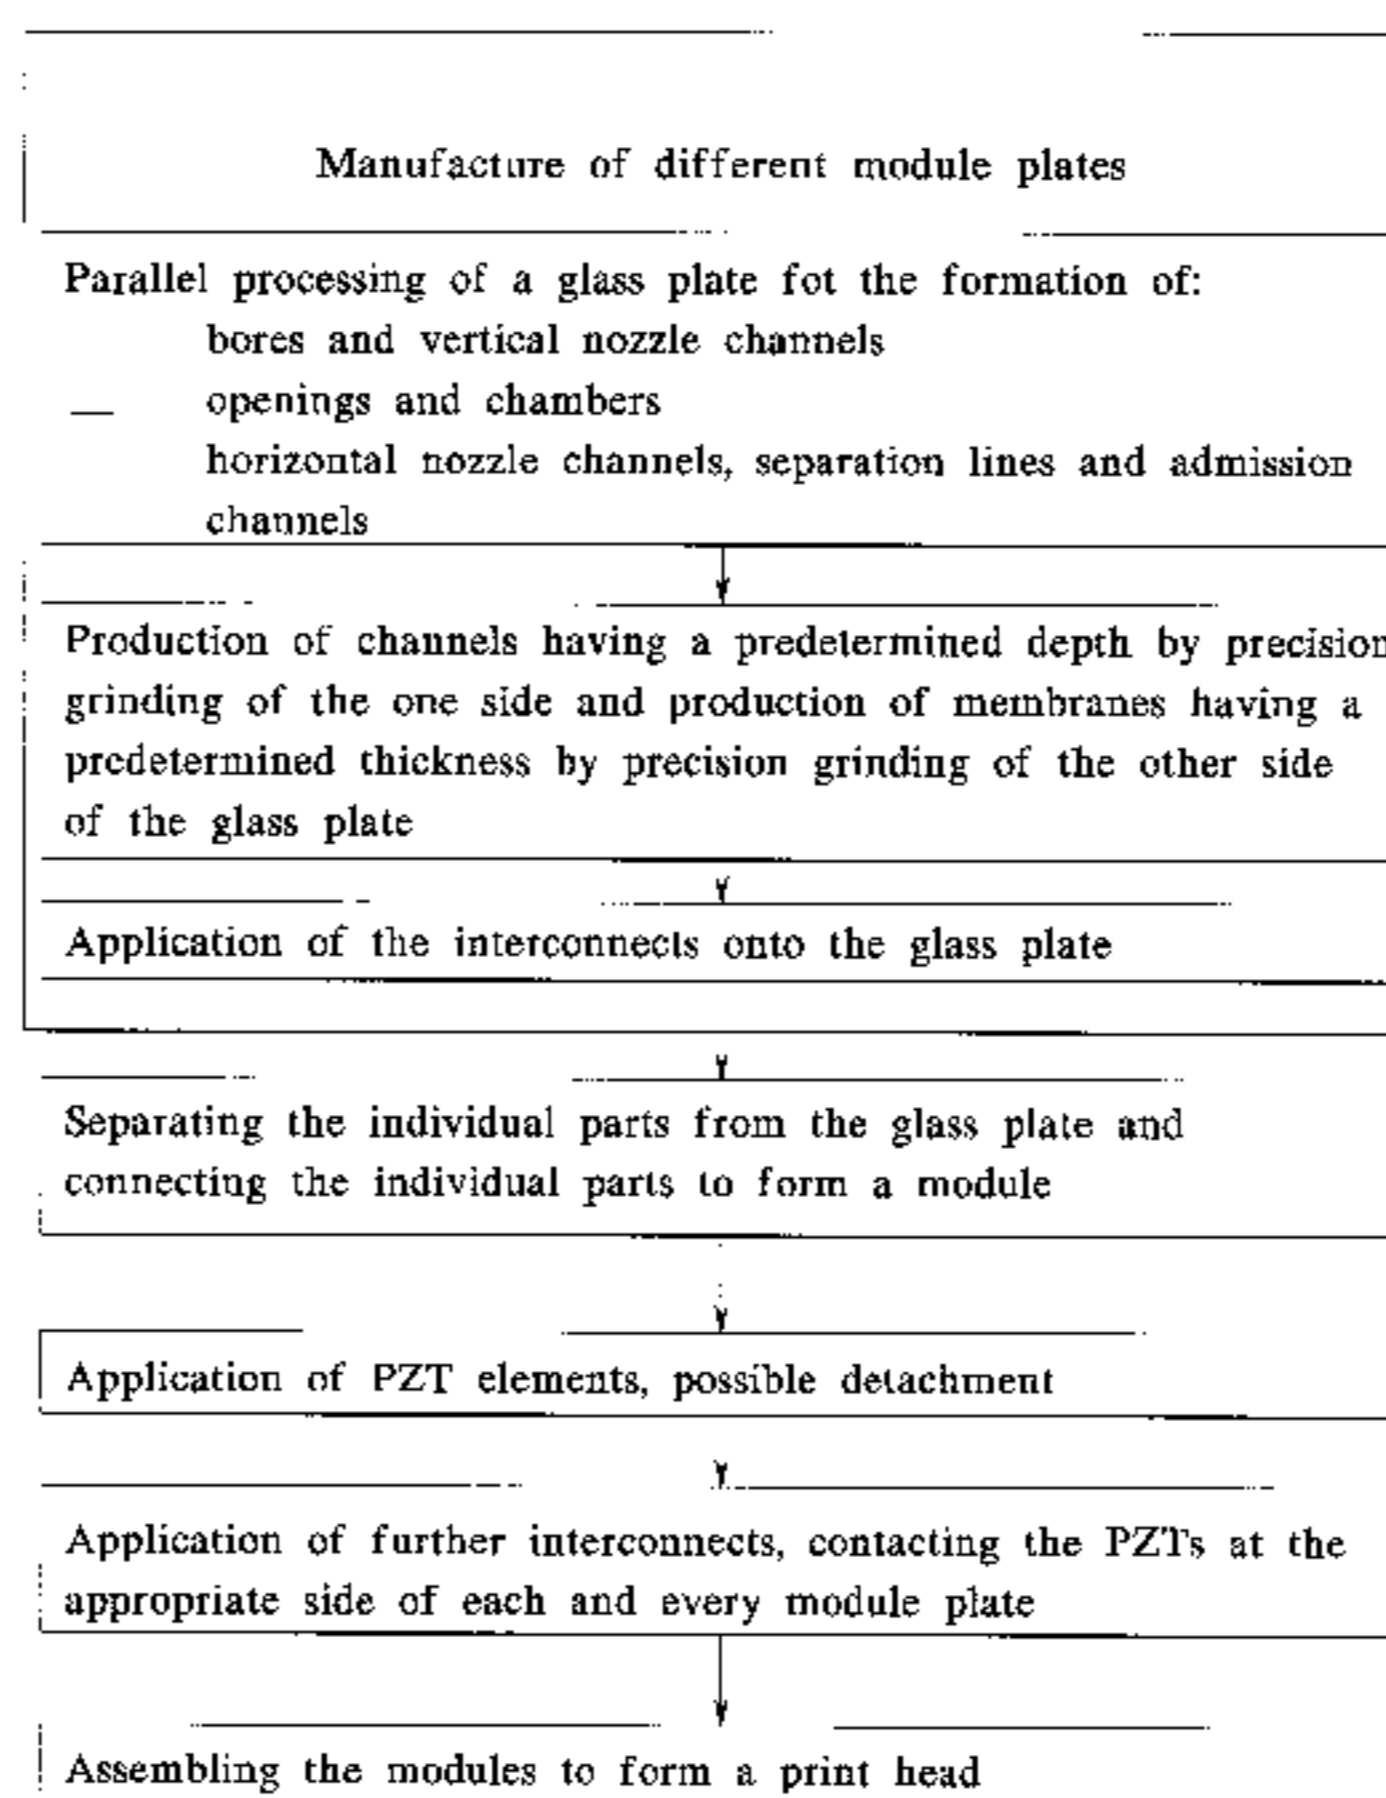 Manufacture of different module plates
Parallel processing of a glass plate fot the formation of:
bores and vertical nozzle channels
openings and chambers
horizontal nozzle channels, separation lines and admission
channels
Production of channels having a predetermined depth by precision
grinding of the one side and production of membranes having a
predetermined thickness by precision grinding of the other side
of the glass plate
Application of the interconnects onto the glass plate
Separating the individual parts from the glass plate and
connecting the individual parts to form a module
Application of PZT elements, possible detachment
Application of further interconnects, contacting the PZTs at the
appropriate side of each and every module plate
Assembling the modules to form a print head